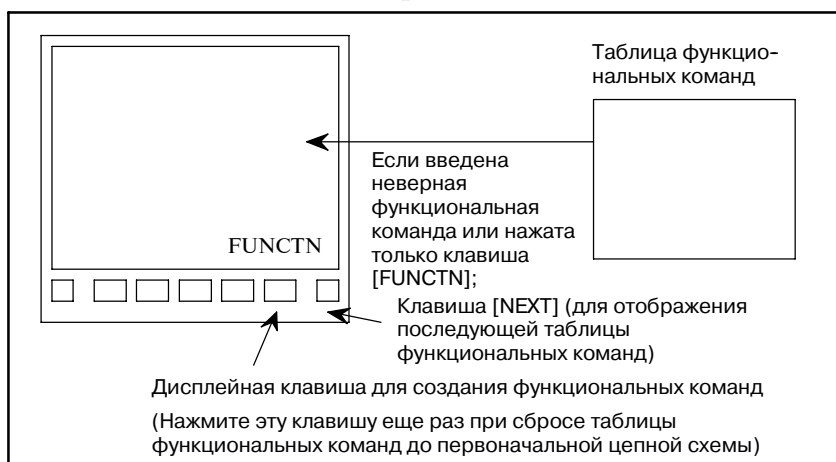 Таблица функцио-
нальных команд
Если введена
неверная
функциональная
команда или нажата
только клавиша
[FUNCTN];
FUNCTN
Клавиша [NEXT] (для отображения
последующей таблицы
функциональных команд)
Дисплейная клавиша для создания функциональных команд
(Нажмите эту клавишу еще раз при сбросе таблицы
функциональных команд до первоначальной цепной схемы)